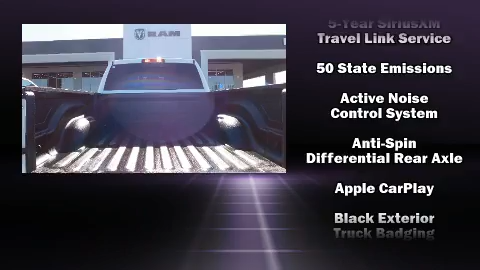 RAM
5-Year SiriusXM
Travel Link Service
50 State Emissions
Active Noise
Control System
Anti-Spin
Differential Rear Axle
Apple CarPlay
Black Exterior
Truck Badging